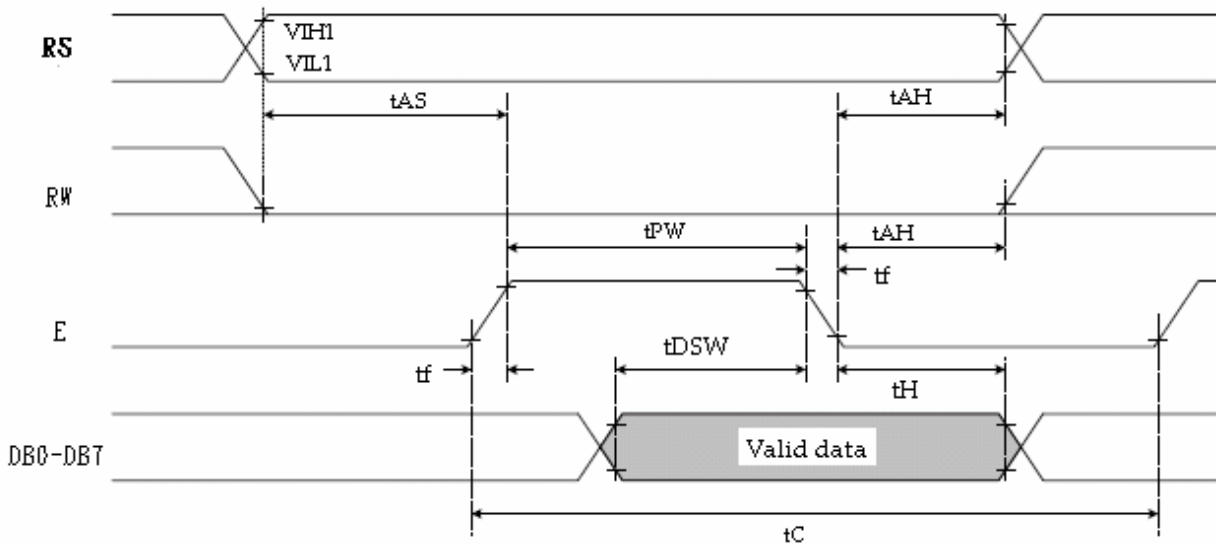 RS
VIH1
VIL1
tAS
tAH
RW
tPW
tAH
tf
E
tDSW
tf
tH
DB0-DB7
Valid data
tC